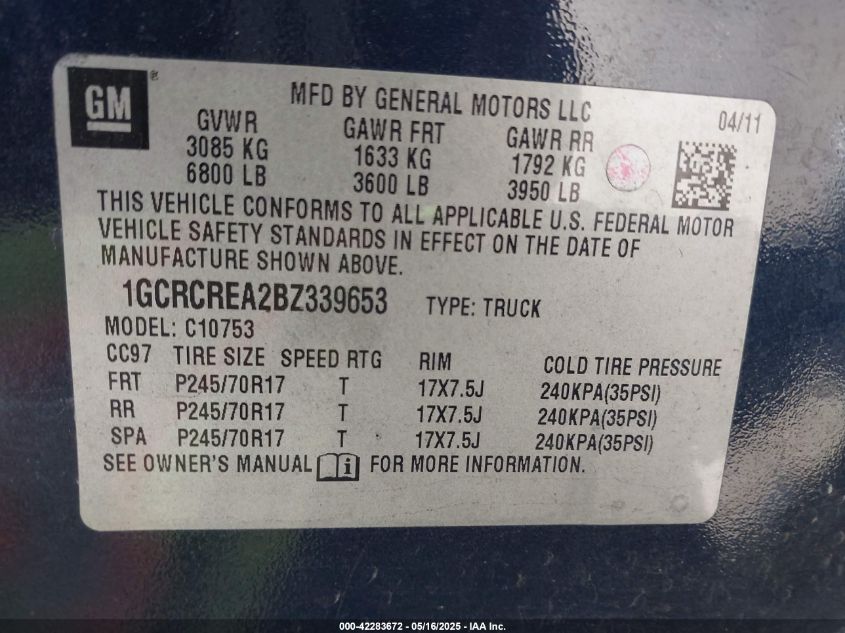 GM ®
MFD BY GENERAL MOTORS LLC
04/11
GVWR GAWR FRT GAWR RR
3085 KG 1633 KG 1792 KG
6800 LB 3600 LB 3950 LB
THIS VEHICLE CONFORMS TO ALL APPLICABLE U.S. FEDERAL MOTOR
VEHICLE SAFETY STANDARDS IN EFFECT ON THE DATE OF
MANUFACTURE SHOWN ABOVE.
1GCRCREA2BZ339653 TYPE: TRUCK
MODEL: C10753
CC97 TIRE SIZE SPEED RTG RIM COLD TIRE PRESSURE
FRT P245/70R17 T 17X7.5J 240KPA(35PSI)
RR P245/70R17 T 17X7.5J 240KPA(35PSI)
SPA P245/70R17 T 17X7.5J 240KPA(35PSI)
SEE OWNER'S MANUAL i FOR MORE INFORMATION.
000-42283672 - 05/16/2025 - IAA Inc.